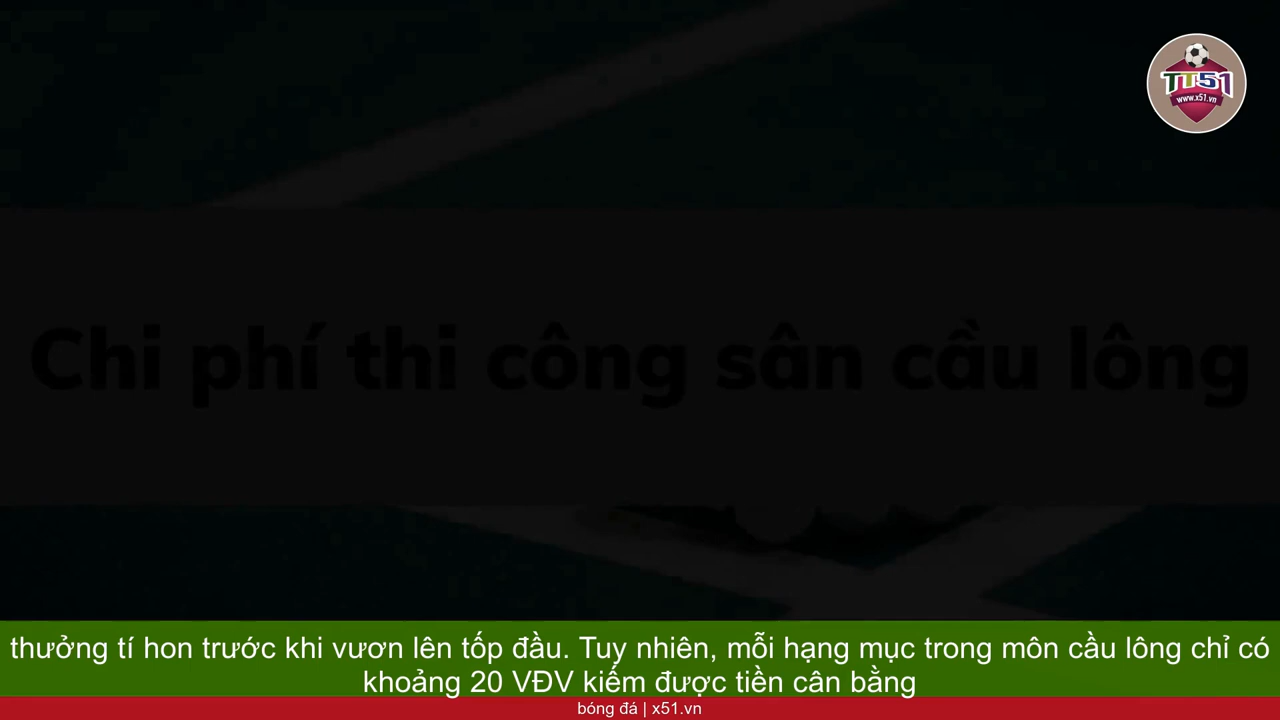 TT51
www.x51.vn
Chi phí thi công sân cầu lông
thưởng tí hon trước khi vươn lên tốp đầu. Tuy nhiên, mỗi hạng mục trong môn cầu lông chỉ có
khoảng 20 VĐV kiếm được tiền cân bằng
bóng đá | x51.vn